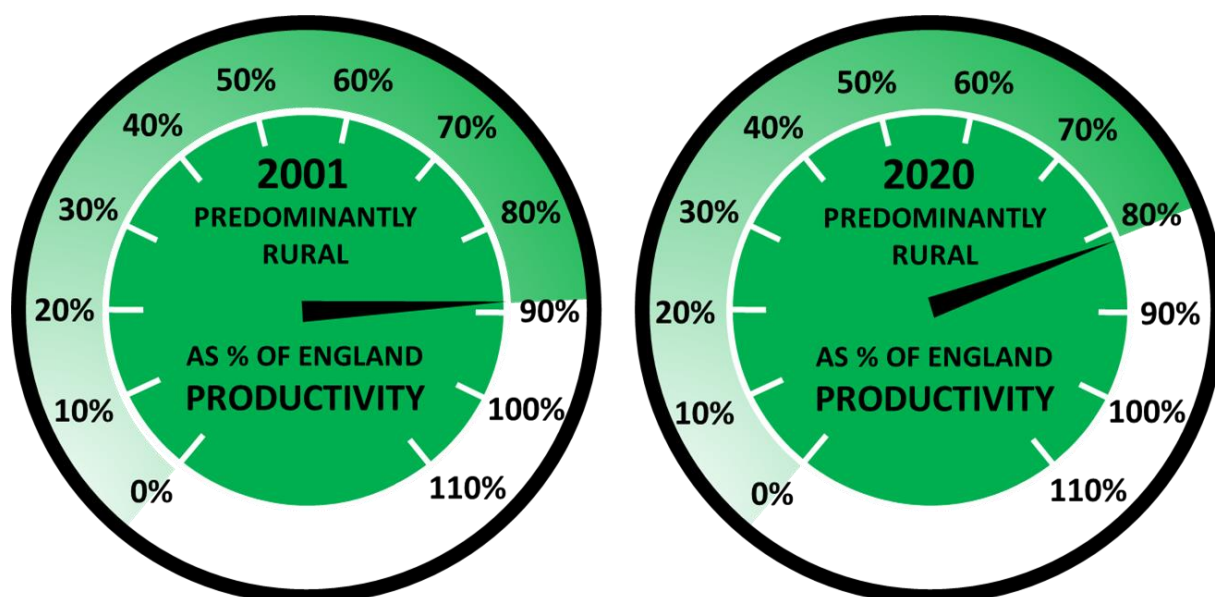 50% 60%
40% 70%
2001
30% PREDOMINANTLY 80%
RURAL
20% 90%
AS % OF ENGLAND
10% PRODUCTIVITY 100%
0% 110%
50% 60%
40% 70%
2020
30% PREDOMINANTLY 80%
RURAL
20% 90%
AS % OF ENGLAND
10% PRODUCTIVITY 100%
0% 110%